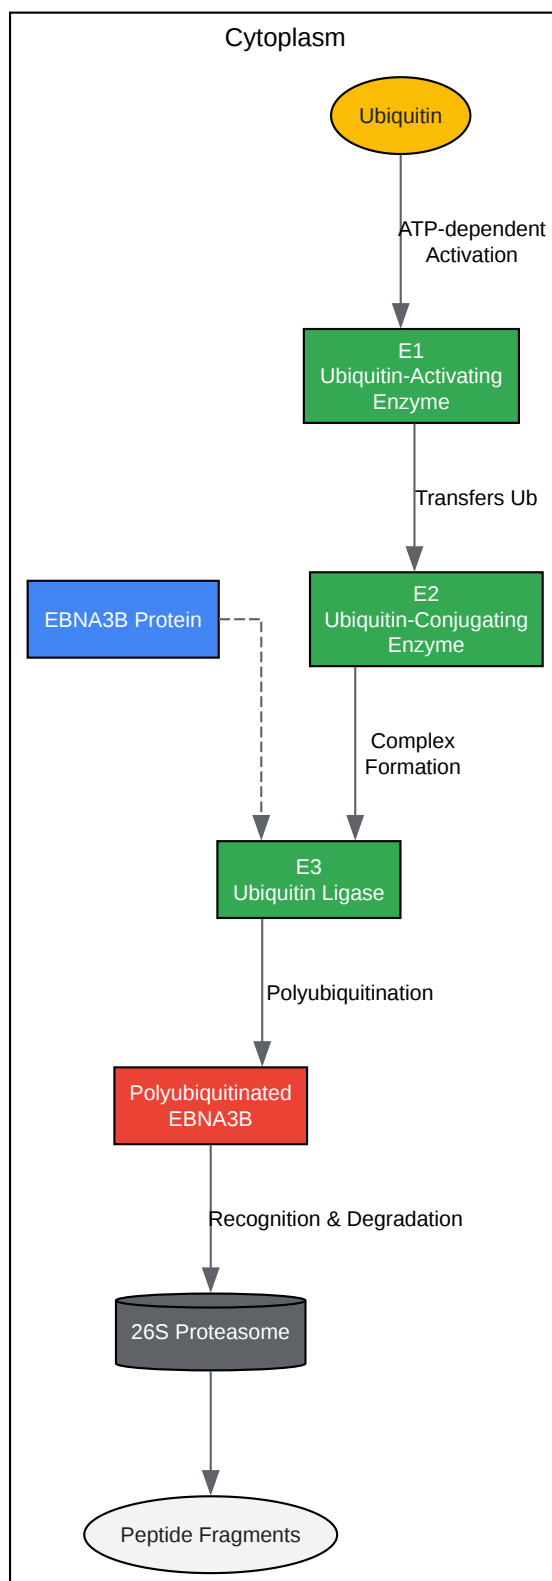 Cytoplasm
Ubiquitin
ATP-dependent
Activation
E1
Ubiquitin-Activating
Enzyme
Transfers Ub
E2
Ubiquitin-Conjugating
Enzyme
EBNA3B Protein
Complex
Formation
E3
Ubiquitin Ligase
Polyubiquitination
Polyubiquitinated
EBNA3B
Recognition & Degradation
26S Proteasome
Peptide Fragments